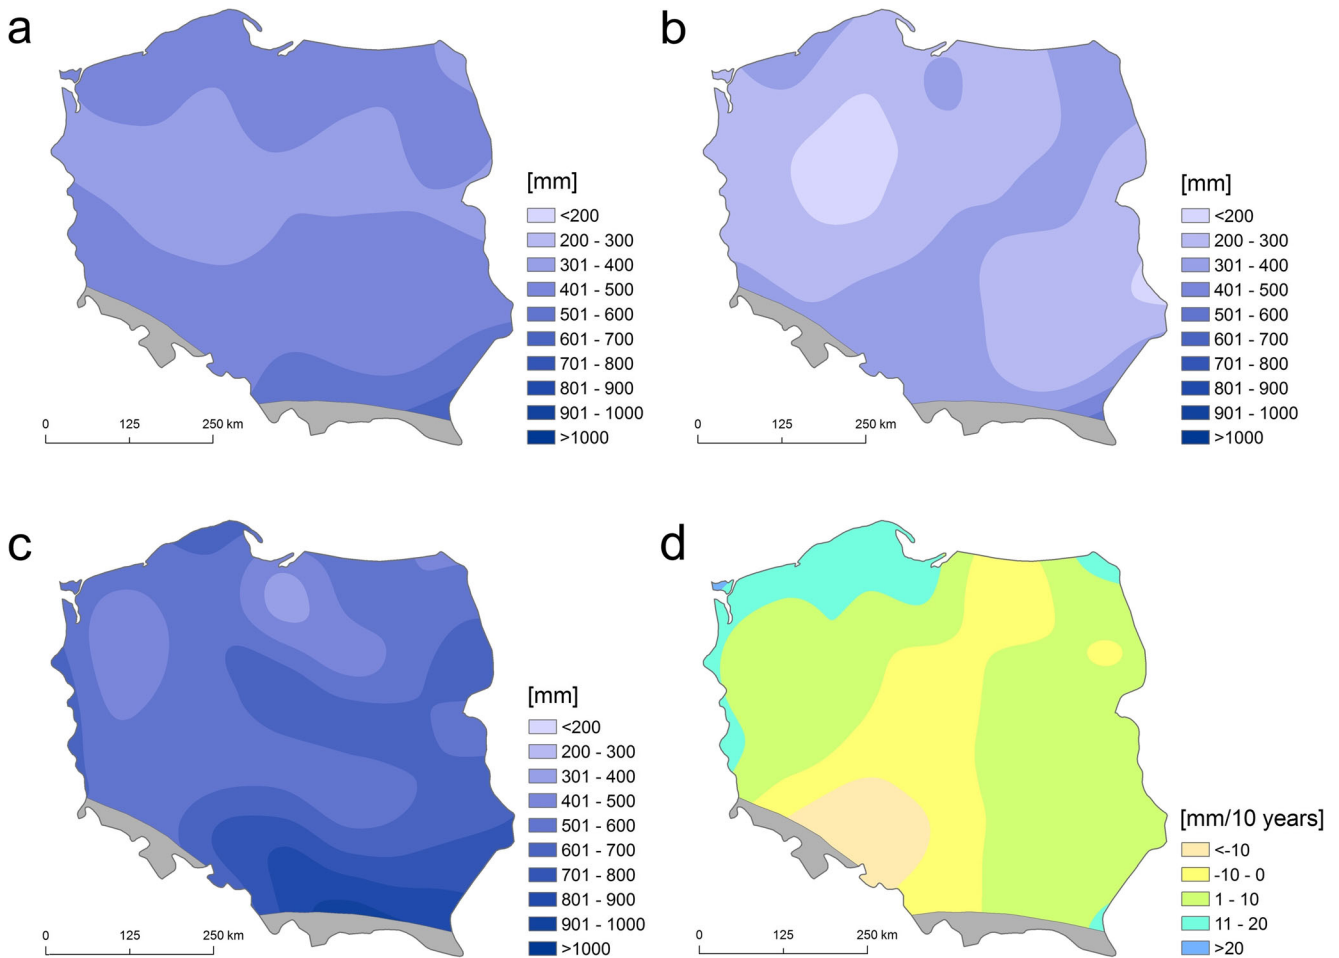 a
[mm]
<200
200 - 300
301 - 400
401 - 500
501 - 600
601 - 700
701 - 800
801 - 900
901 - 1000
>1000
0 125 250 km
b
[mm]
<200
200 - 300
301 - 400
401 - 500
501 - 600
601 - 700
701 - 800
801 - 900
901 - 1000
>1000
0 125 250 km
c
[mm]
<200
200 - 300
301 - 400
401 - 500
501 - 600
601 - 700
701 - 800
801 - 900
901 - 1000
>1000
0 125 250 km
d
[mm/10 years]
<-10
-10 - 0
1 - 10
11 - 20
>20
0 125 250 km